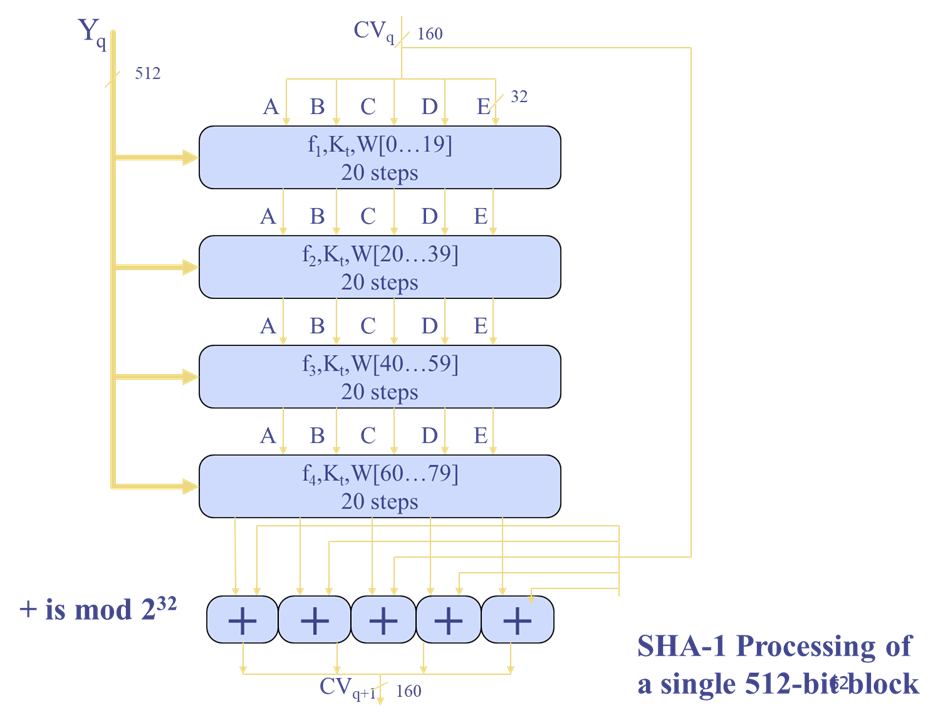 Y_q
CV_q 160
512
A B C D E 32
f_1,K_t,W[0…19]
20 steps
A B C D E
f_2,K_t,W[20…39]
20 steps
A B C D E
f_3,K_t,W[40…59]
20 steps
A B C D E
f_4,K_t,W[60…79]
20 steps
+ is mod 2^32
+ + + + +
CV_q+1 160
SHA-1 Processing of
a single 512-bit block
62